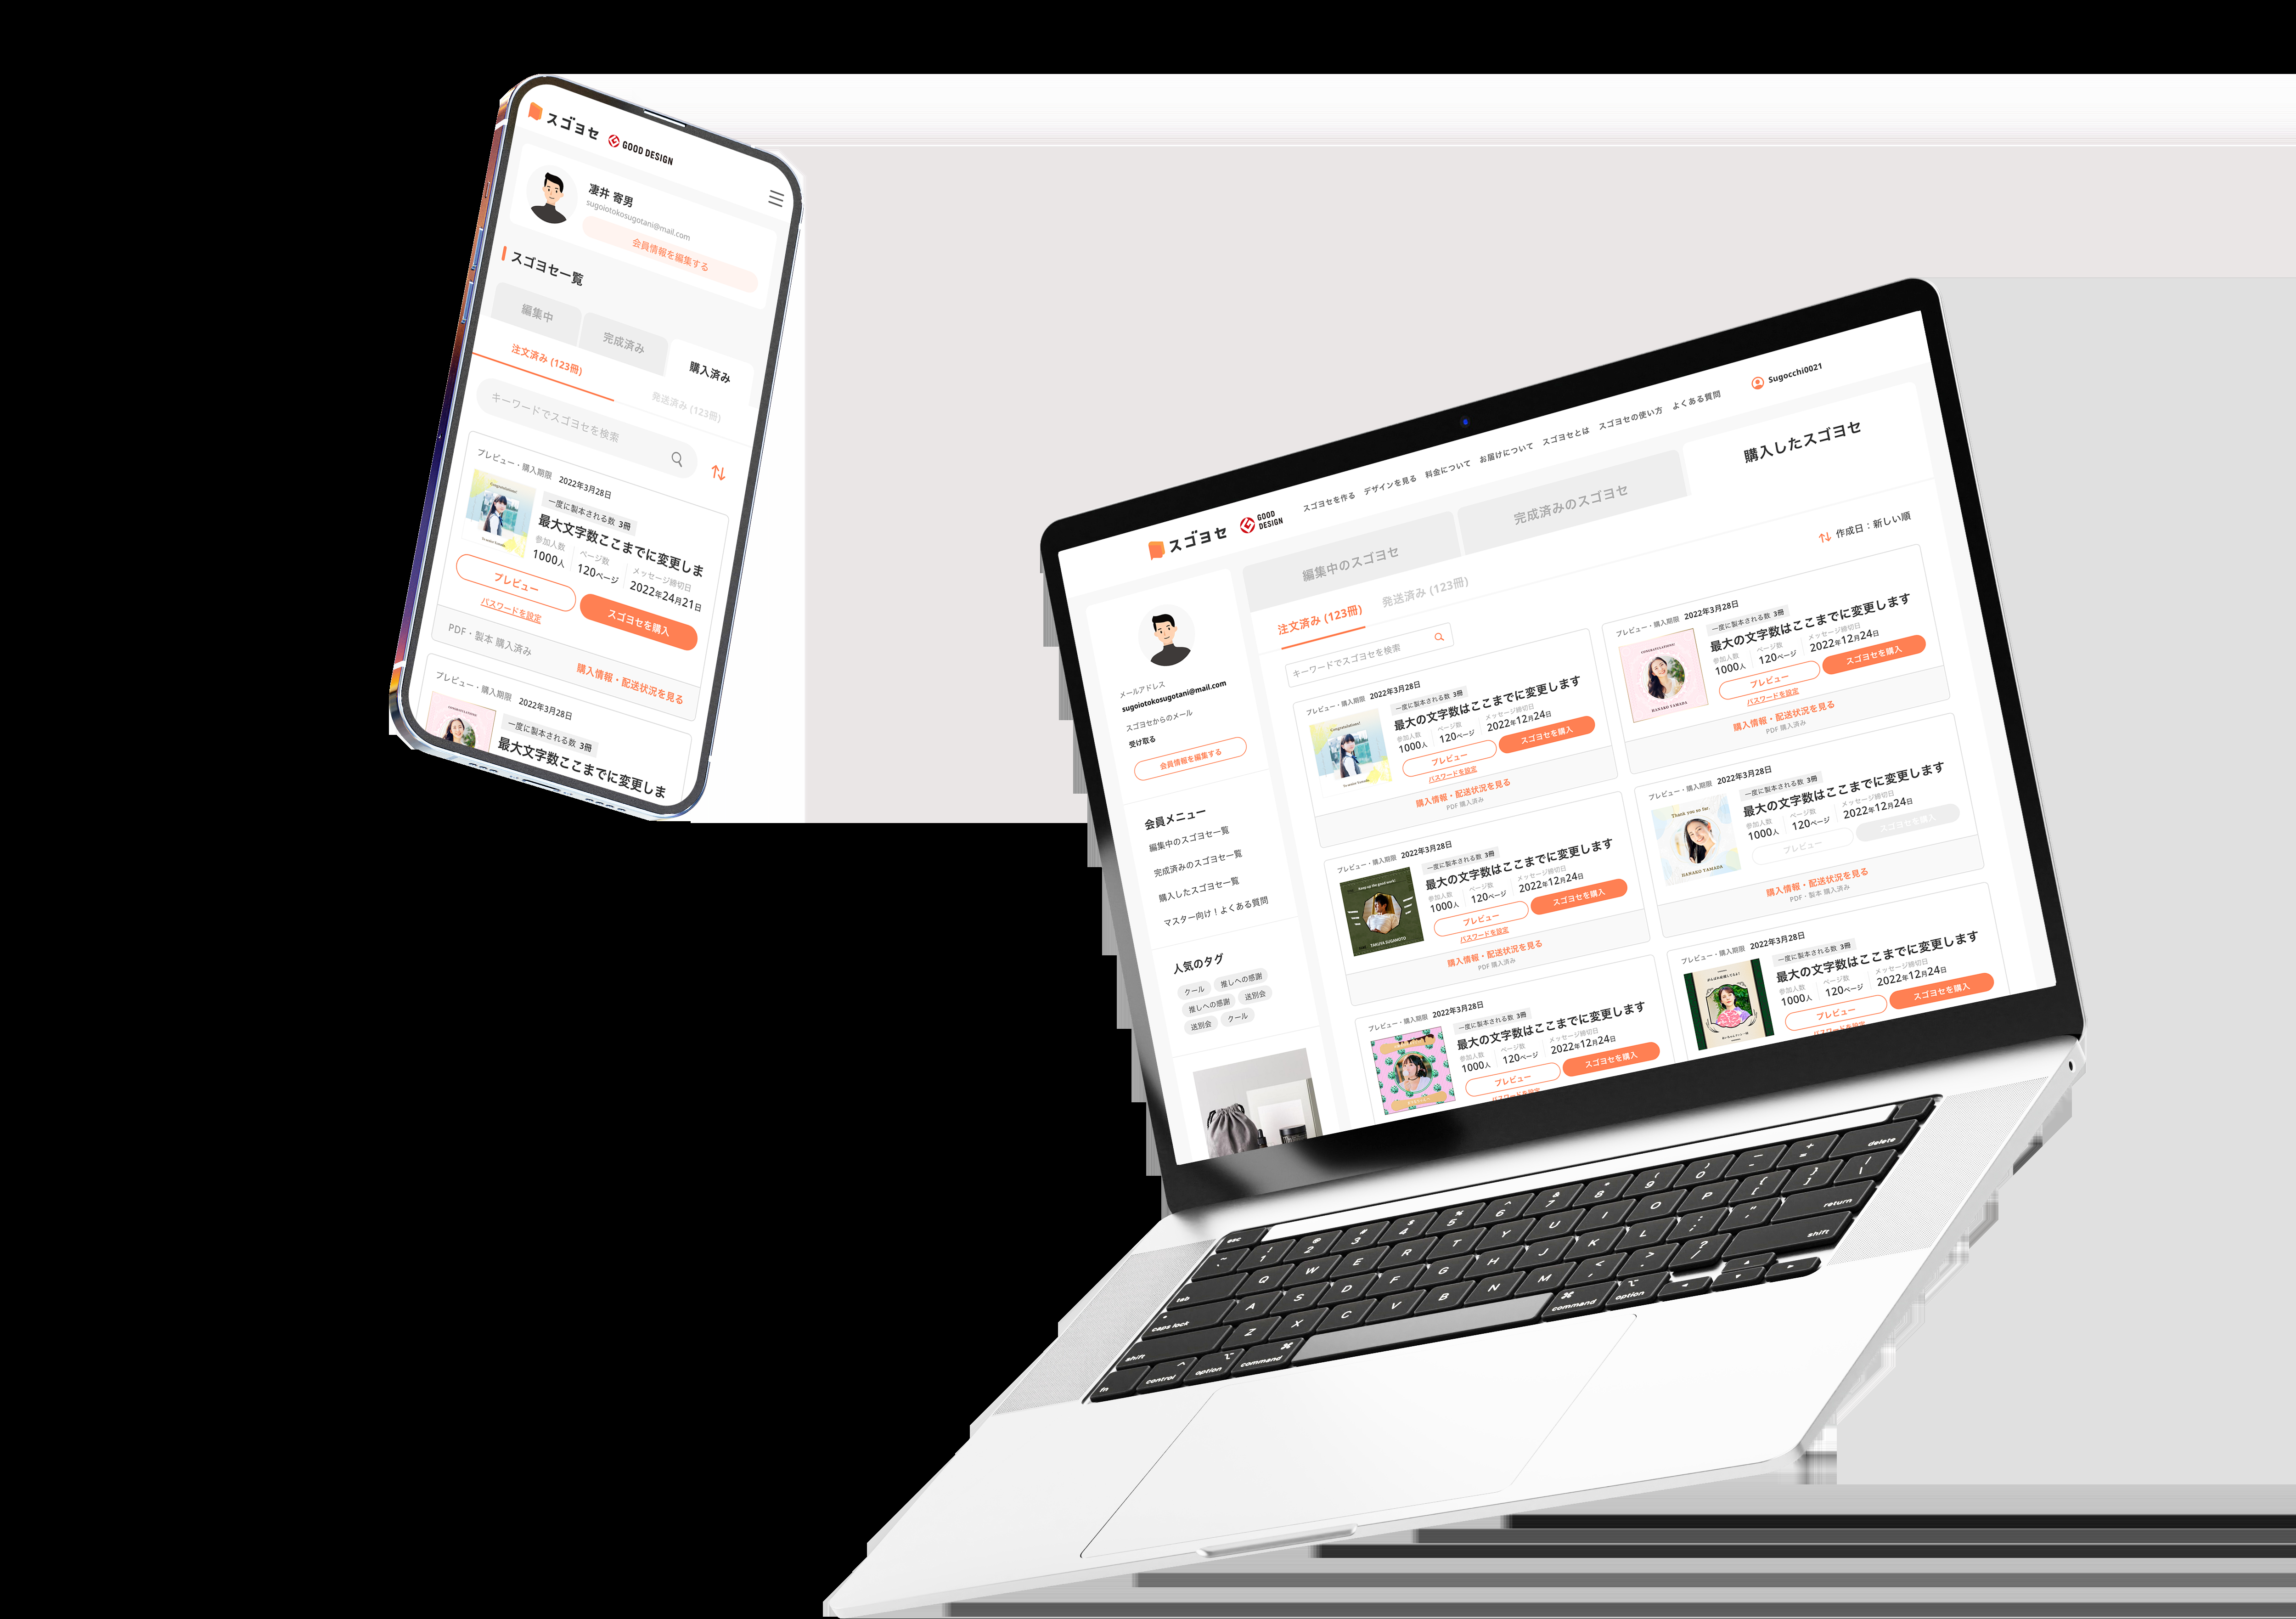 スゴヨセ GOOD DESIGN
凄井 寄男
sugoiotokosugotani@mail.com
会員情報を編集する
スゴヨセ一覧
編集中 完成済み 購入済み
注文済み (123冊) 発送済み (123冊)
キーワードでスゴヨセを検索
プレビュー・購入期限 2022年3月28日
一度に製本される数 3冊
Congratulations!
最大文字数ここまでに変更しま
参加人数 ページ数 メッセージ締切日
1000人 120ページ 2022年24月21日
プレビュー スゴヨセを購入
パスワードを設定
PDF・製本 購入済み 購入情報・配送状況を見る
プレビュー・購入期限 2022年3月28日
一度に製本される数 3冊
最大文字数ここまでに変更しま
スゴヨセ GOOD DESIGN
スゴヨセを作る デザインを見る 料金について お届けについて スゴヨセとは スゴヨセの使い方 よくある質問
Sugocchi0021
編集中のスゴヨセ 完成済みのスゴヨセ 購入したスゴヨセ
メールアドレス
sugoiotokosugotani@mail.com
スゴヨセからのメール
受け取る
会員情報を編集する
会員メニュー
編集中のスゴヨセ一覧
完成済みのスゴヨセ一覧
購入したスゴヨセ一覧
マスター向け！よくある質問
人気のタグ
クール 推しへの感謝
推しへの感謝 送別会
送別会 クール
注文済み (123冊) 発送済み (123冊)
作成日：新しい順
キーワードでスゴヨセを検索
プレビュー・購入期限 2022年3月28日
一度に製本される数 3冊
Congratulations!
最大の文字数はここまでに変更します
参加人数 ページ数 メッセージ締切日
1000人 120ページ 2022年12月24日
プレビュー スゴヨセを購入
パスワードを設定
購入情報・配送状況を見る
PDF 購入済み
プレビュー・購入期限 2022年3月28日
一度に製本される数 3冊
最大の文字数はここまでに変更します
参加人数 ページ数 メッセージ締切日
1000人 120ページ 2022年12月24日
HANAKO YAMADA
プレビュー スゴヨセを購入
パスワードを設定
購入情報・配送状況を見る
PDF 購入済み
プレビュー・購入期限 2022年3月28日
一度に製本される数 3冊
Keep up the good work!
最大の文字数はここまでに変更します
参加人数 ページ数 メッセージ締切日
1000人 120ページ 2022年12月24日
TAKUYA SUGIMOTO
プレビュー スゴヨセを購入
パスワードを設定
購入情報・配送状況を見る
PDF 購入済み
プレビュー・購入期限 2022年3月28日
一度に製本される数 3冊
Thank you so far.
最大の文字数はここまでに変更します
参加人数 ページ数 メッセージ締切日
1000人 120ページ 2022年12月24日
HANAKO YAMADA
プレビュー スゴヨセを購入
購入情報・配送状況を見る
PDF・製本 購入済み
プレビュー・購入期限 2022年3月28日
一度に製本される数 3冊
最大の文字数はここまでに変更します
参加人数 ページ数 メッセージ締切日
1000人 120ページ 2022年12月24日
プレビュー スゴヨセを購入
パスワードを設定
プレビュー・購入期限 2022年3月28日
一度に製本される数 3冊
最大の文字数はここまでに変更します
参加人数 ページ数 メッセージ締切日
1000人 120ページ 2022年12月24日
プレビュー スゴヨセを購入
esc
~ ! 1 @ 2 # 3 $ 4 % 5 ^ 6 & 7 * 8 ( 9 ) 0 _ - + = delete
tab Q W E R T Y U I O P { [ } ] | \
caps lock A S D F G H J K L : ; " ' return
shift Z X C V B N M < , > . ? / shift
fn control option command command option